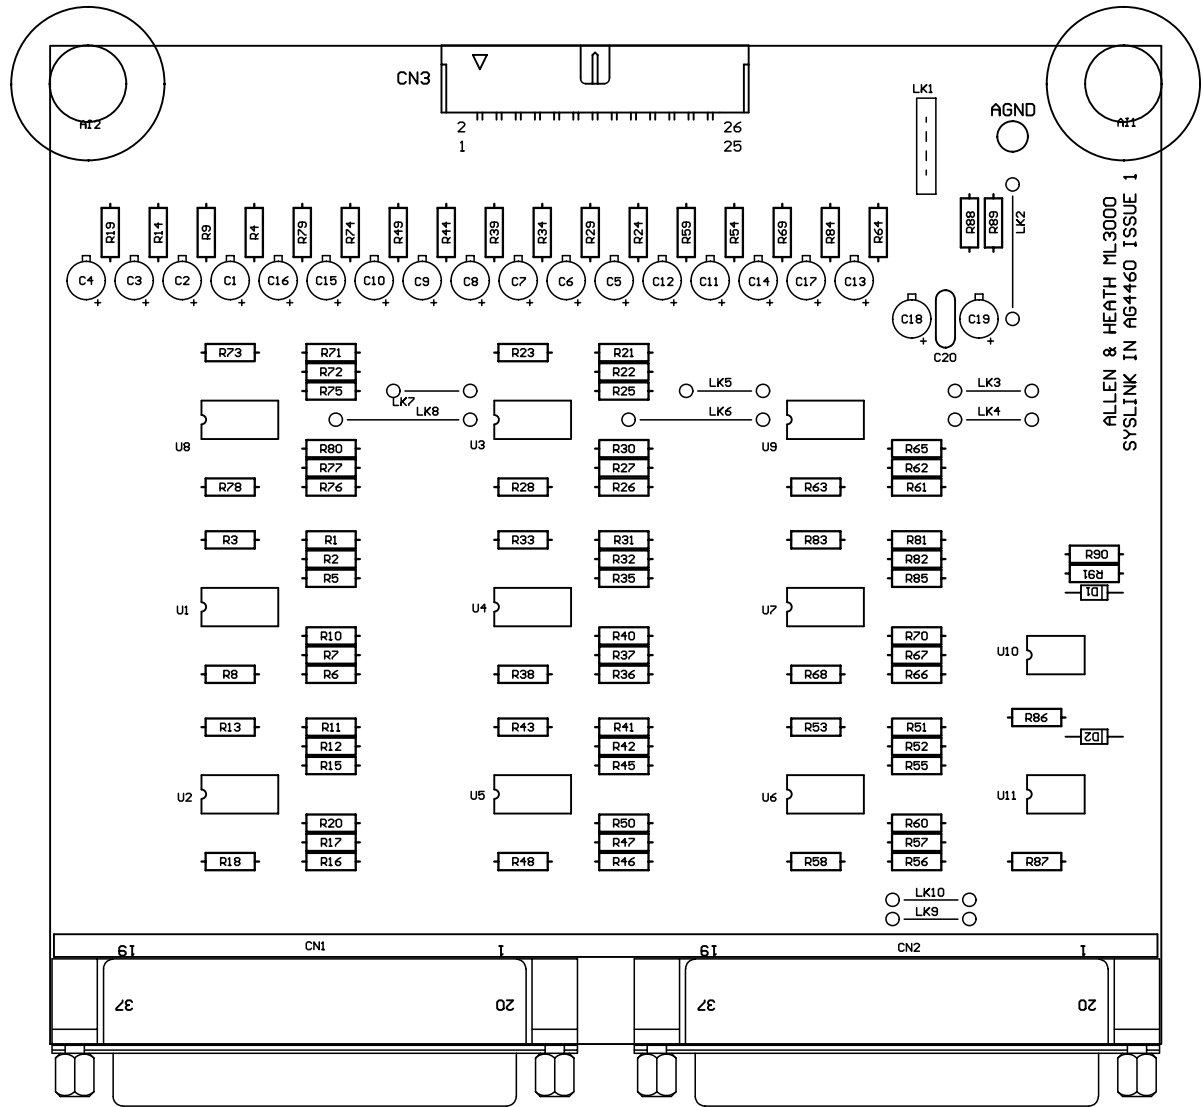 CN3
LK1
AGND
AI2
AI1
2
26
1
25
ALLEN & HEATH ML3000
SYSLINK IN AG4460 ISSUE 1
R19 R14 R9 R4 R79 R74 R49 R44 R39 R34 R29 R24 R59 R54 R69 R84 R64 R88 R89 LK2
C4 + C3 + C2 + C1 + C16 + C15 + C10 + C9 + C8 + C7 + C6 + C5 + C12 + C11 + C14 + C17 + C13 +
C18 + C19 +
C20
R73 R71 R23 R21
R72 R22
R75 LK5 R25 LK3
LK7
LK8 LK6 LK4
U8 U3 U9
R80 R30 R65
R77 R27 R62
R78 R76 R28 R26 R63 R61
R3 R1 R33 R31 R83 R81
R90
R2 R32 R82
R91
R5 R35 R85
D1
U1 U4 U7
R10 R40 R70
R7 R37 R67
U10
R8 R6 R38 R36 R68 R66
R86
R13 R11 R43 R41 R53 R51
D2
R12 R42 R52
R15 R45 R55
U2 U5 U6 U11
R20 R50 R60
R17 R47 R57
R18 R16 R48 R46 R58 R56 R87
LK10
LK9
19 CN1 1 19 CN2 1
37 20 37 20